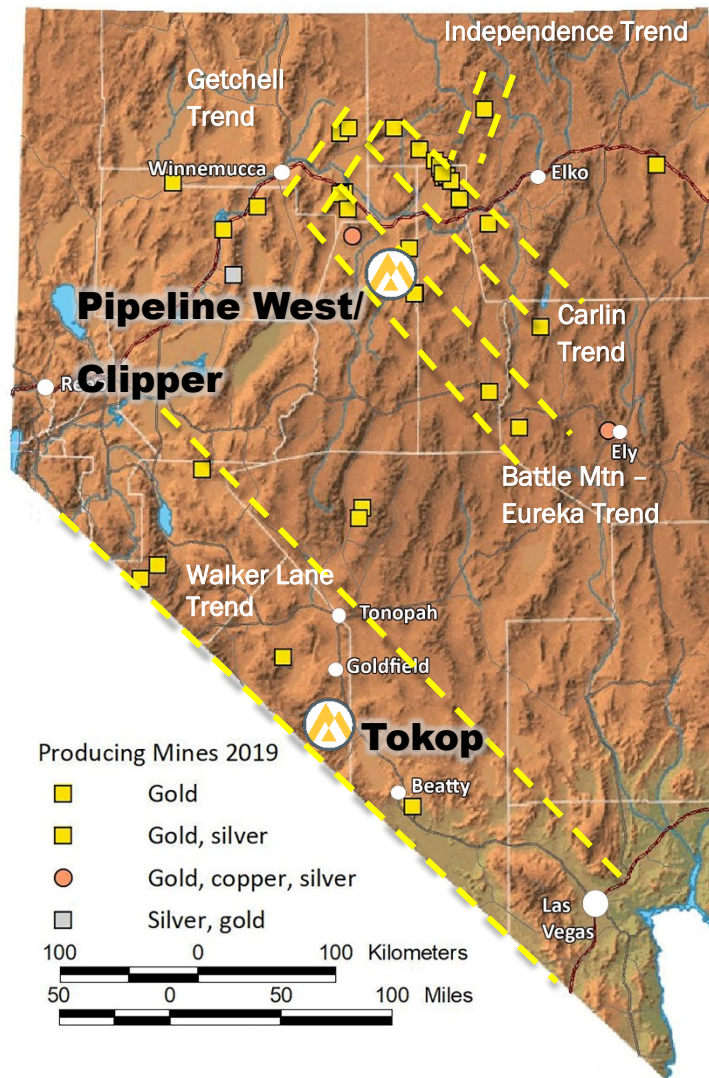 Independence Trend
Getchell
Trend
Winnemucca
Elko
Pipeline West/
Clipper
Carlin
Trend
Ely
Battle Mtn –
Eureka Trend
Walker Lane
Trend
Tonopah
Goldfield
Tokop
Beatty
Las
Vegas
Producing Mines 2019
Gold
Gold, silver
Gold, copper, silver
Silver, gold
100 0 100 Kilometers
50 0 50 100 Miles